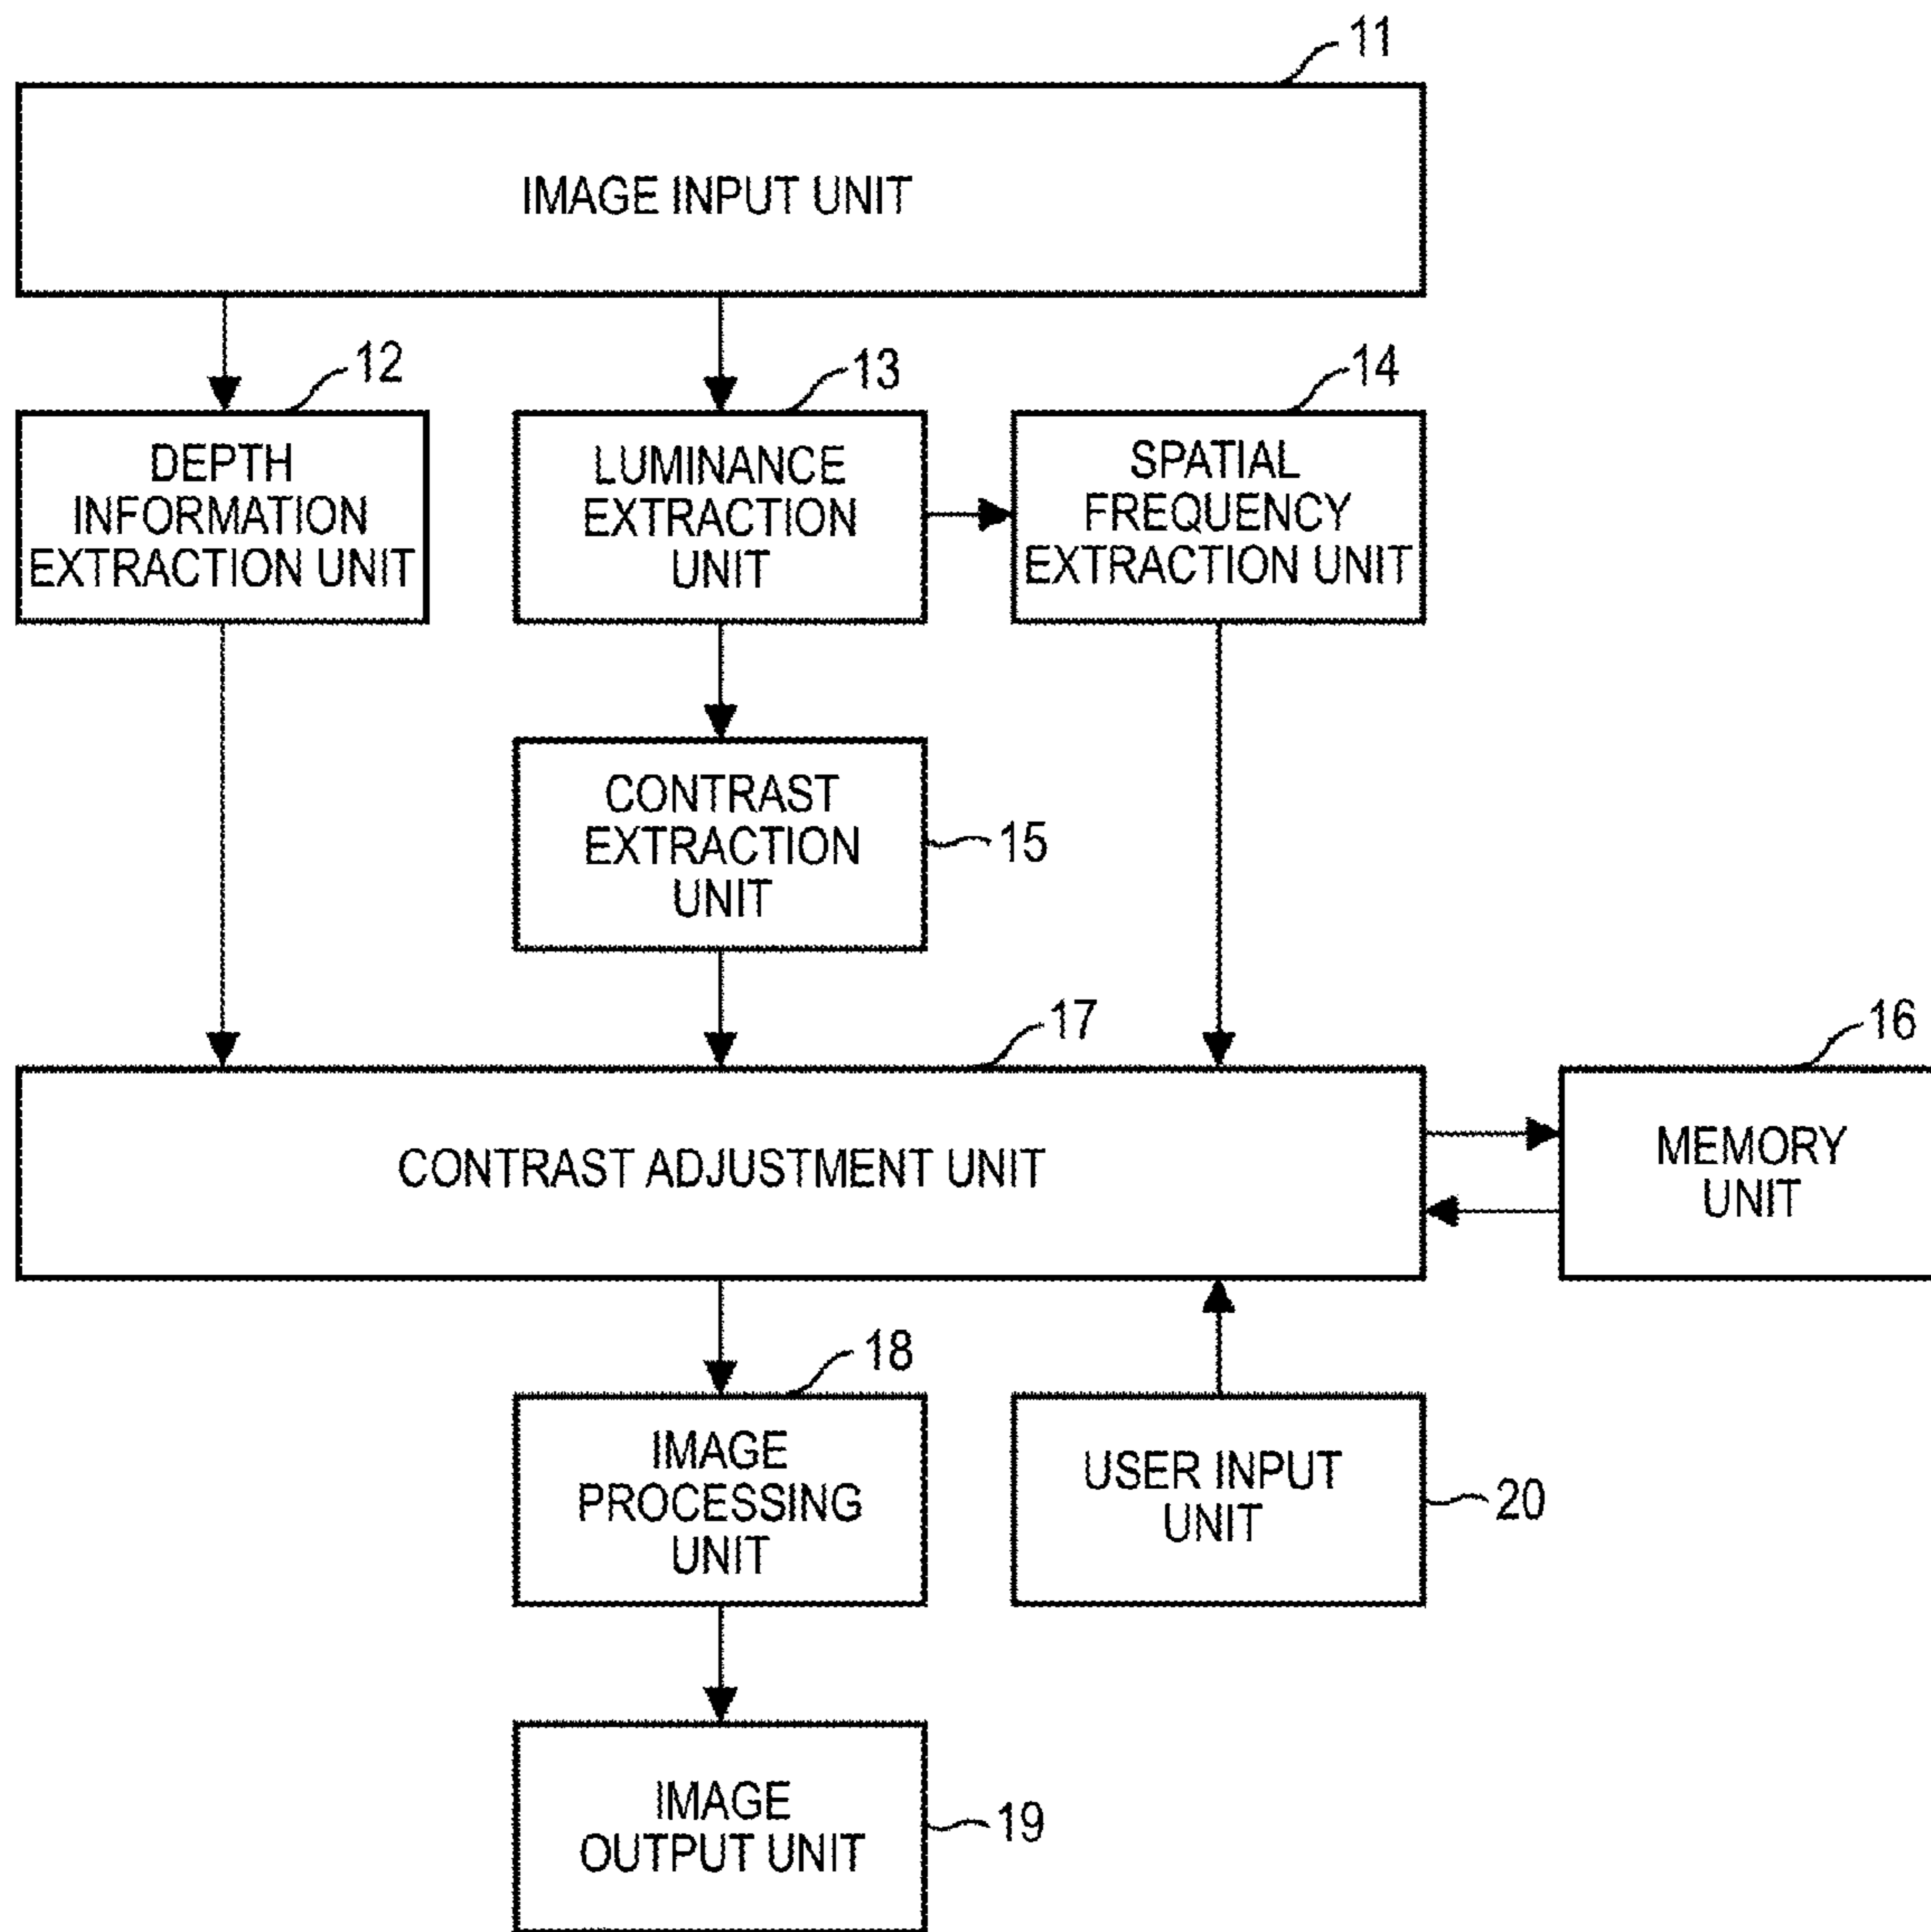 11
IMAGE INPUT UNIT
12
13
14
DEPTH
INFORMATION
EXTRACTION UNIT
LUMINANCE
EXTRACTION
UNIT
SPATIAL
FREQUENCY
EXTRACTION UNIT
CONTRAST
EXTRACTION
UNIT
15
17
16
CONTRAST ADJUSTMENT UNIT
MEMORY
UNIT
18
IMAGE
PROCESSING
UNIT
USER INPUT
UNIT
20
IMAGE
OUTPUT UNIT
19